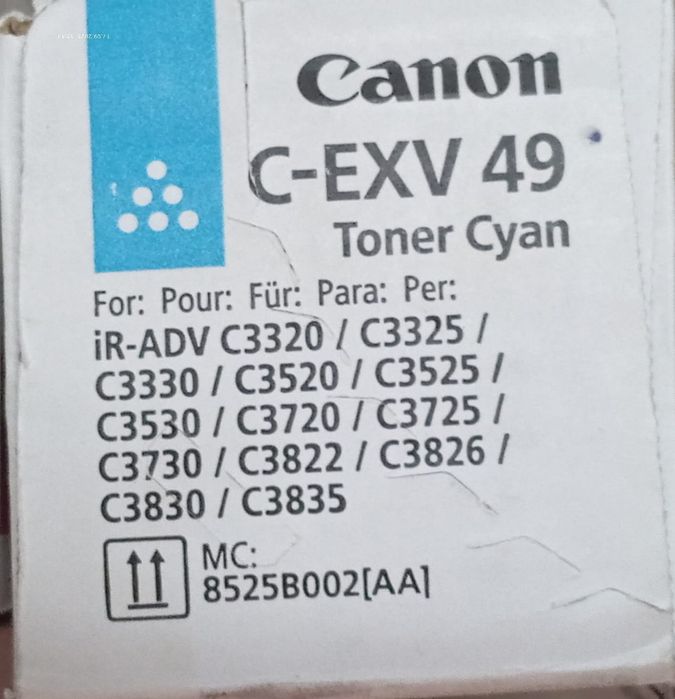 Canon
C-EXV 49
Toner Cyan
For: Pour: Für: Para: Per:
iR-ADV C3320 / C3325 /
C3330 / C3520 / C3525 /
C3530 / C3720 / C3725 /
C3730 / C3822 / C3826 /
C3830 / C3835
MC:
8525B002[AA]